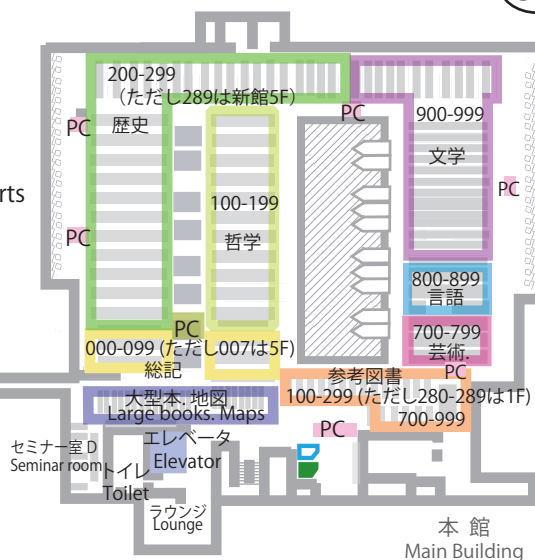 200-299
（ただし289は新館5F）
歴史
PC
PC
PC
PC
900-999
文学
rts
100-199
哲学
800-899
言語
700-799
芸術.
PC
PC
000-099 (ただし007は5F)
総記
参考図書
100-299 (ただし280-289は1F)
700-999
大型本. 地図
Large books. Maps
PC
エレベータ
Elevator
セミナー室 D
Seminar room
トイレ
Toilet
ラウンジ
Lounge
本 館
Main Building